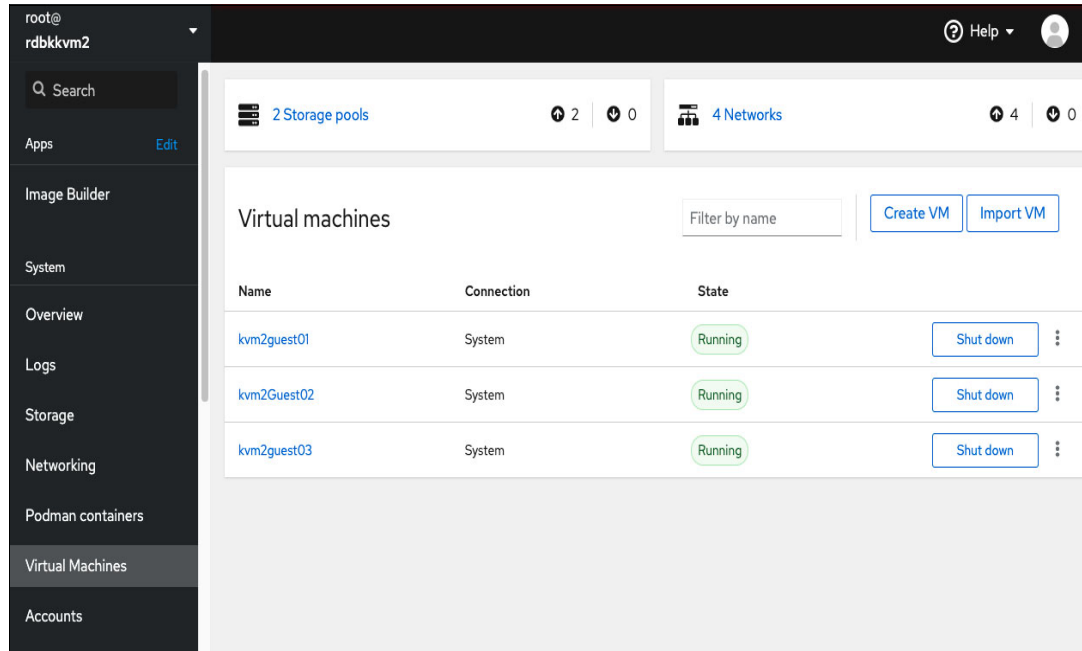 root@
rdbkkvm2
Help
Search
Apps Edit
Image Builder
System
Overview
Logs
Storage
Networking
Podman containers
Virtual Machines
Accounts
2 Storage pools 2 0
4 Networks 4 0
Virtual machines
Filter by name
Create VM
Import VM
Name Connection State
kvm2guest01 System Running Shut down
kvm2Guest02 System Running Shut down
kvm2guest03 System Running Shut down